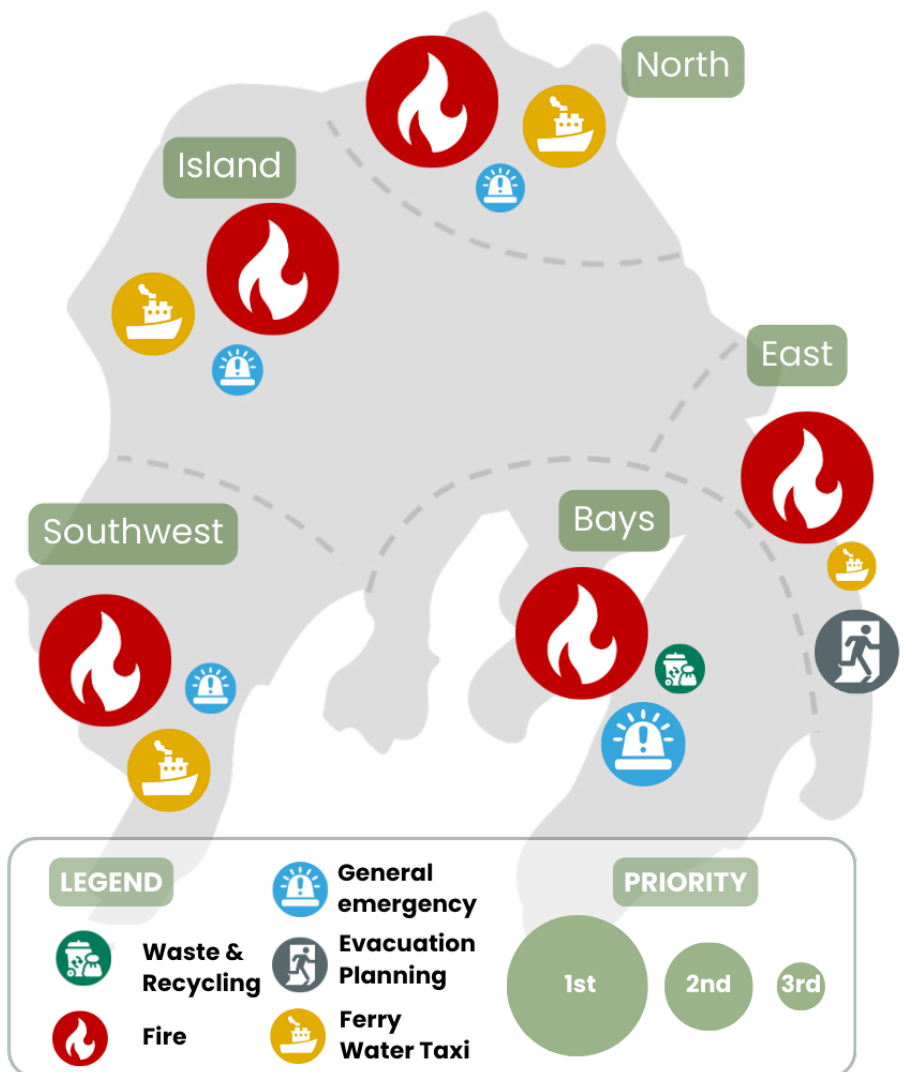 North
Island
East
Southwest
Bays
LEGEND
General
emergency
PRIORITY
Waste &
Recycling
Evacuation
Planning
1st
2nd
3rd
Fire
Ferry
Water Taxi